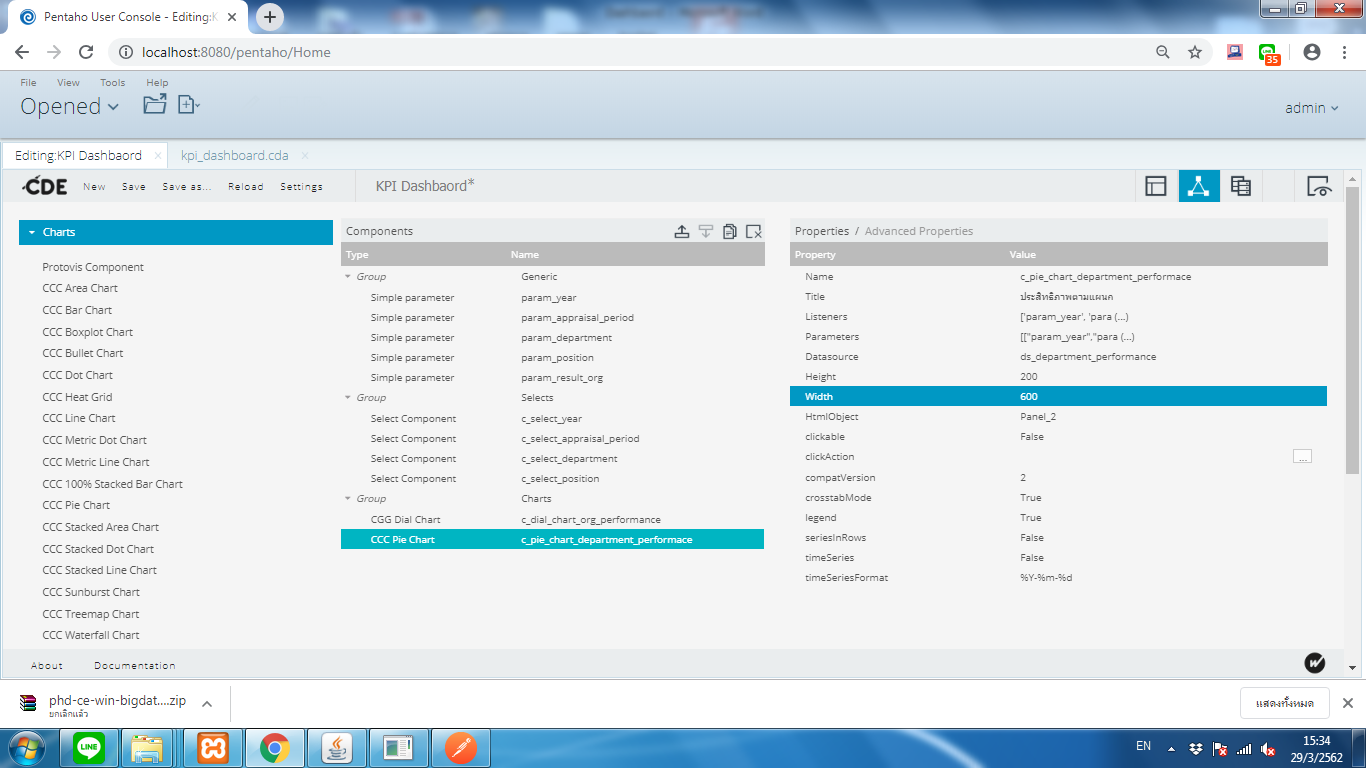 Pentaho User Console - Editing:K
localhost:8080/pentaho/Home
35
File View Tools Help
Opened
admin
Editing:KPI Dashbaord
kpi_dashboard.cda
CDE New Save Save as... Reload Settings
KPI Dashbaord*
Charts
Protovis Component
CCC Area Chart
CCC Bar Chart
CCC Boxplot Chart
CCC Bullet Chart
CCC Dot Chart
CCC Heat Grid
CCC Line Chart
CCC Metric Dot Chart
CCC Metric Line Chart
CCC 100% Stacked Bar Chart
CCC Pie Chart
CCC Stacked Area Chart
CCC Stacked Dot Chart
CCC Stacked Line Chart
CCC Sunburst Chart
CCC Treemap Chart
CCC Waterfall Chart
Components
Type Name
Group Generic
Simple parameter param_year
Simple parameter param_appraisal_period
Simple parameter param_department
Simple parameter param_position
Simple parameter param_result_org
Group Selects
Select Component c_select_year
Select Component c_select_appraisal_period
Select Component c_select_department
Select Component c_select_position
Group Charts
CGG Dial Chart c_dial_chart_org_performance
CCC Pie Chart c_pie_chart_department_performace
Properties / Advanced Properties
Property Value
Name c_pie_chart_department_performace
Title ประสิทธิภาพตามแผนก
Listeners ['param_year', 'para (...)
Parameters [["param_year","para (...)
Datasource ds_department_performance
Height 200
Width 600
HtmlObject Panel_2
clickable False
clickAction ...
compatVersion 2
crosstabMode True
legend True
seriesInRows False
timeSeries False
timeSeriesFormat %Y-%m-%d
About Documentation
phd-ce-win-bigdat....zip
ยกเลิกแล้ว
แสดงทั้งหมด
LINE
EN
15:34
29/3/2562